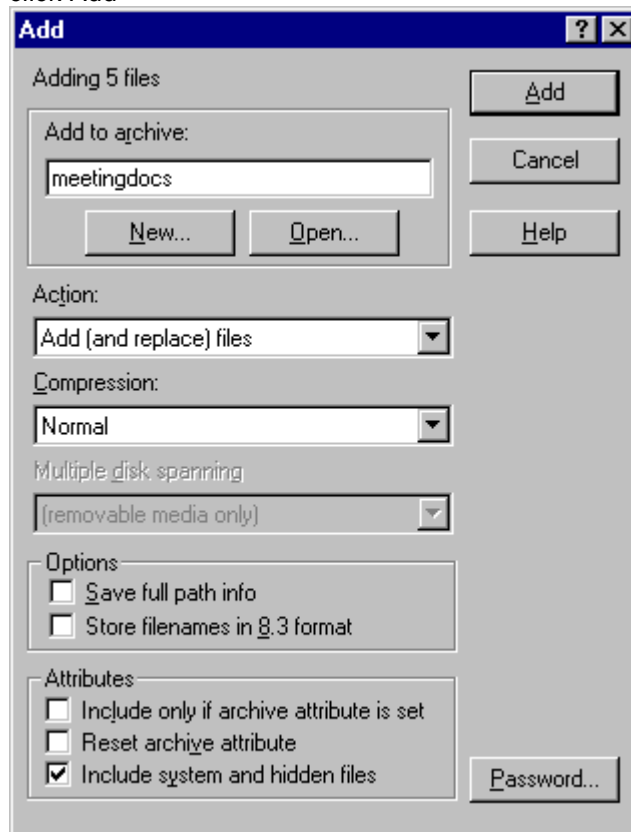 click Add
Add
Adding 5 files
Add
Add to archive:
meetingdocs
Cancel
New...
Open...
Help
Action:
Add (and replace) files
Compression:
Normal
Multiple disk spanning
(removable media only)
Options
Save full path info
Store filenames in 8.3 format
Attributes
Include only if archive attribute is set
Reset archive attribute
Include system and hidden files
Password...